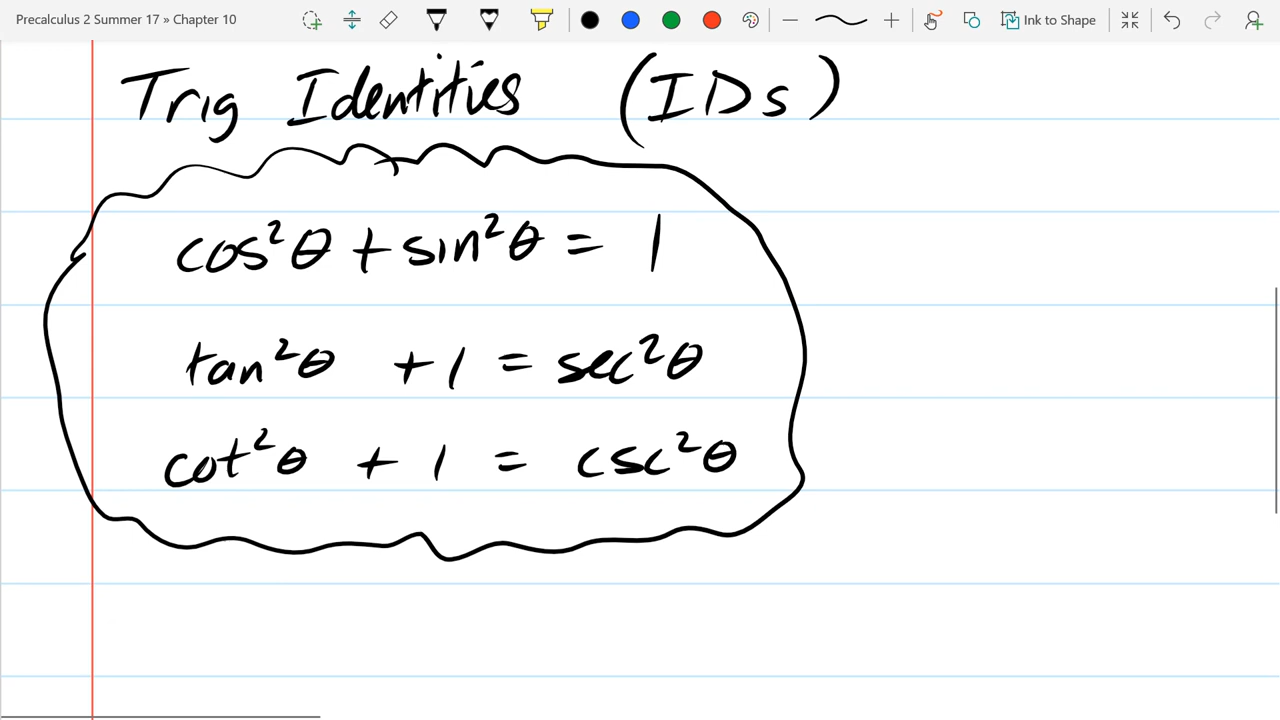 Precalculus 2 Summer 17 » Chapter 10
Ink to Shape
Trig Identities (IDs)
cos²θ + sin²θ = 1
tan²θ + 1 = sec²θ
cot²θ + 1 = csc²θ